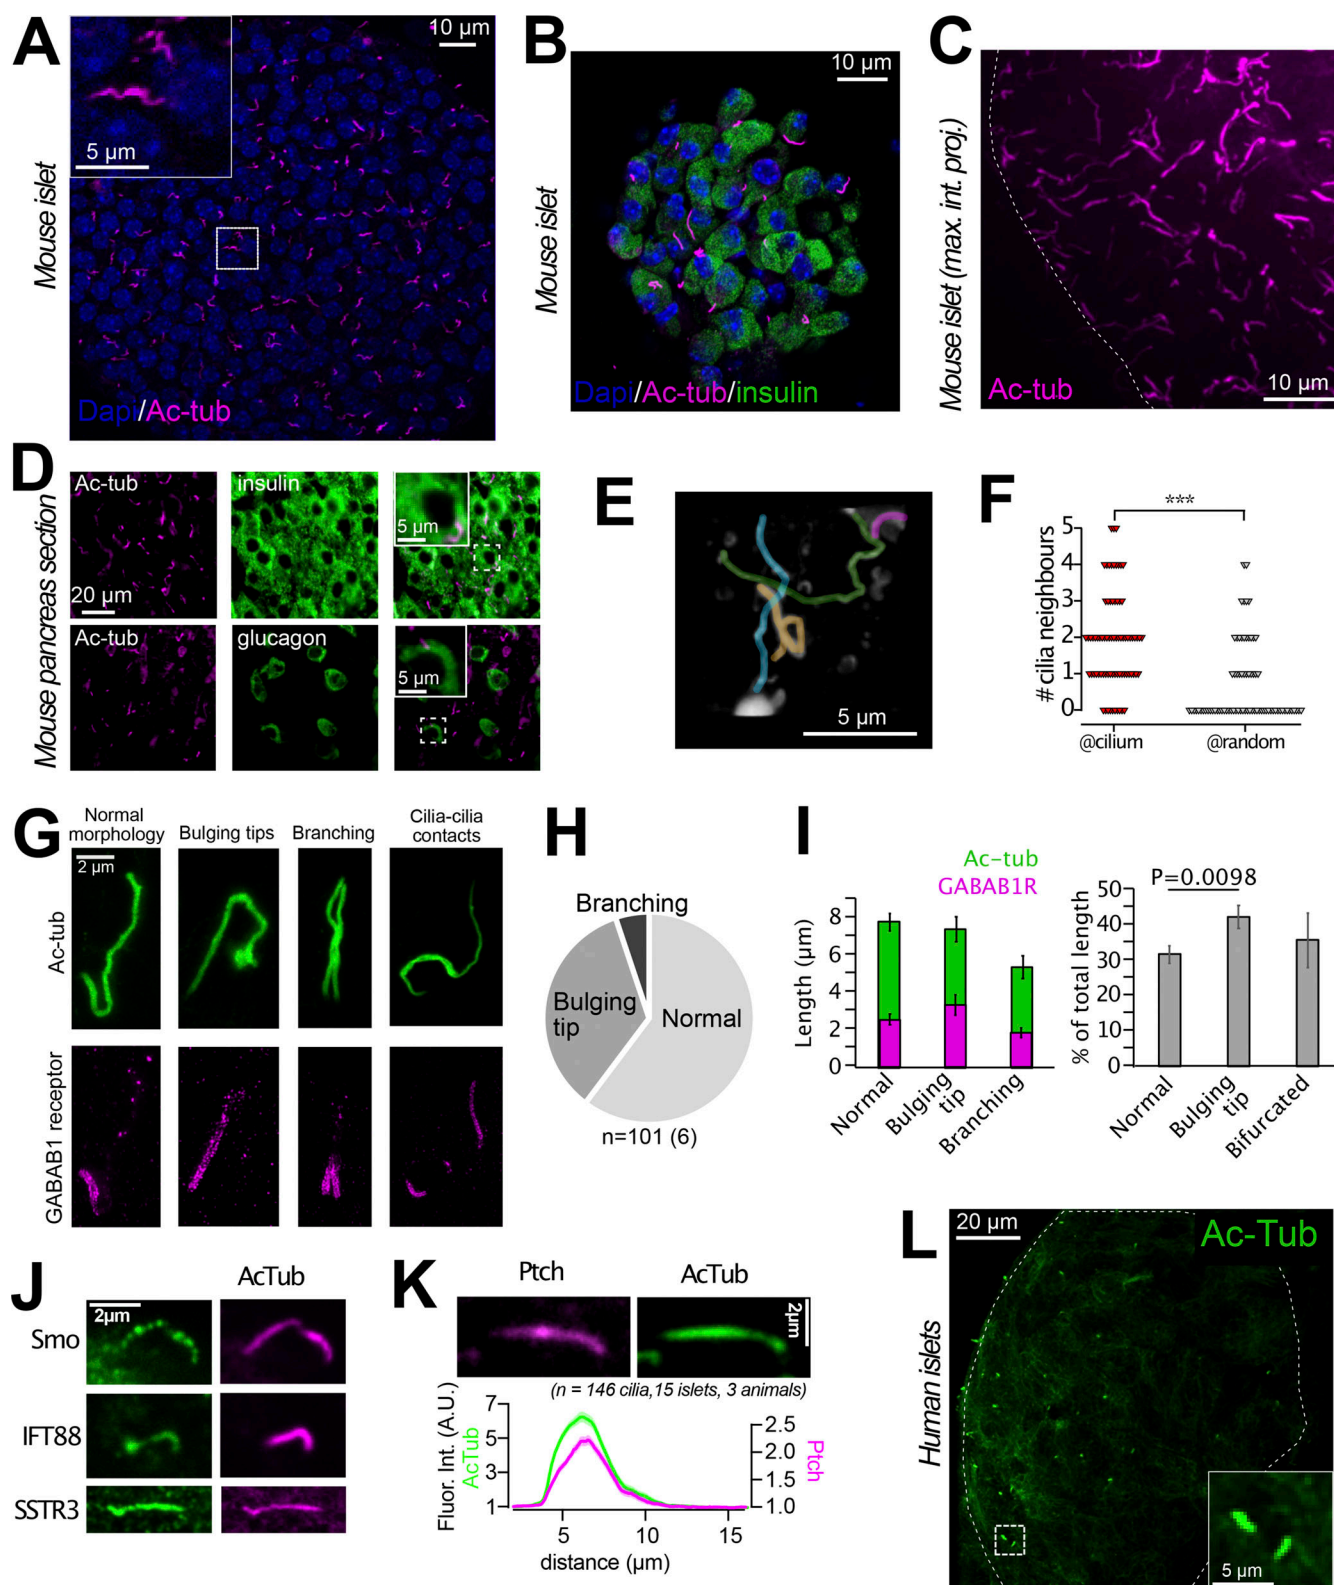 A
10 µm
5 µm
Mouse islet
Dapi/Ac-tub
B
10 µm
Mouse islet
Dapi/Ac-tub/insulin
C
Mouse islet (max. int. proj.)
Ac-tub
10 µm
D
Mouse pancreas section
Ac-tub
insulin
5 µm
20 µm
Ac-tub
glucagon
5 µm
E
5 µm
F
***
# cilia neighbours
5
4
3
2
1
0
@cilium
@random
G
Normal
morphology
Bulging tips
Branching
Cilia-cilia
contacts
2 µm
Ac-tub
GABAB1 receptor
H
Branching
Bulging
tip
Normal
n=101 (6)
I
Ac-tub
GABAB1R
Length (µm)
8
6
4
2
0
Normal
Bulging
tip
Branching
P=0.0098
% of total length
50
40
30
20
10
0
Normal
Bulging
tip
Bifurcated
J
AcTub
2µm
Smo
IFT88
SSTR3
K
Ptch
AcTub
2µm
(n = 146 cilia,15 islets, 3 animals)
Fluor. Int. (A.U.)
AcTub
7
5
3
1
2.5
2.0
1.5
1.0
Ptch
5
10
15
distance (µm)
L
20 µm
Ac-Tub
Human islets
5 µm